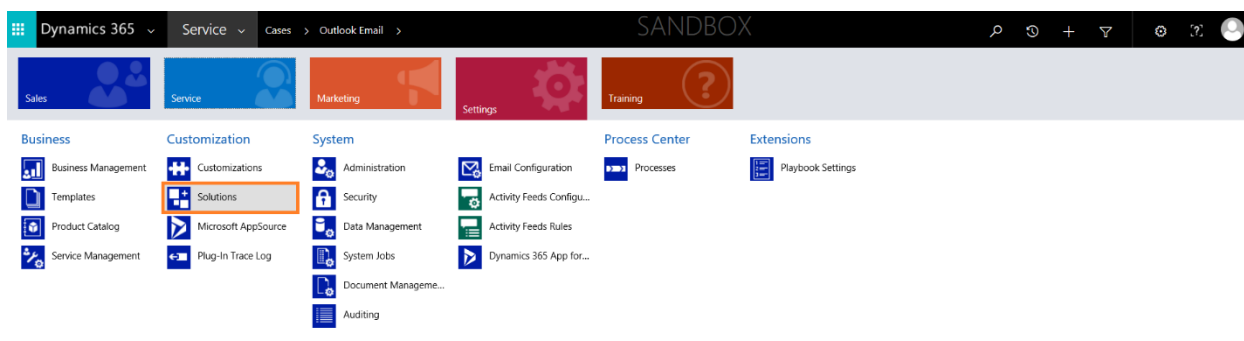 Dynamics 365 Service Cases > Outlook Email > SANDBOX
Sales Service Marketing Settings Training
Business Customization System Process Center Extensions
Business Management Customizations Administration Email Configuration Processes Playbook Settings
Templates Solutions Security Activity Feeds Configu...
Product Catalog Microsoft AppSource Data Management Activity Feeds Rules
Service Management Plug-In Trace Log System Jobs Dynamics 365 App for...
Document Manageme...
Auditing